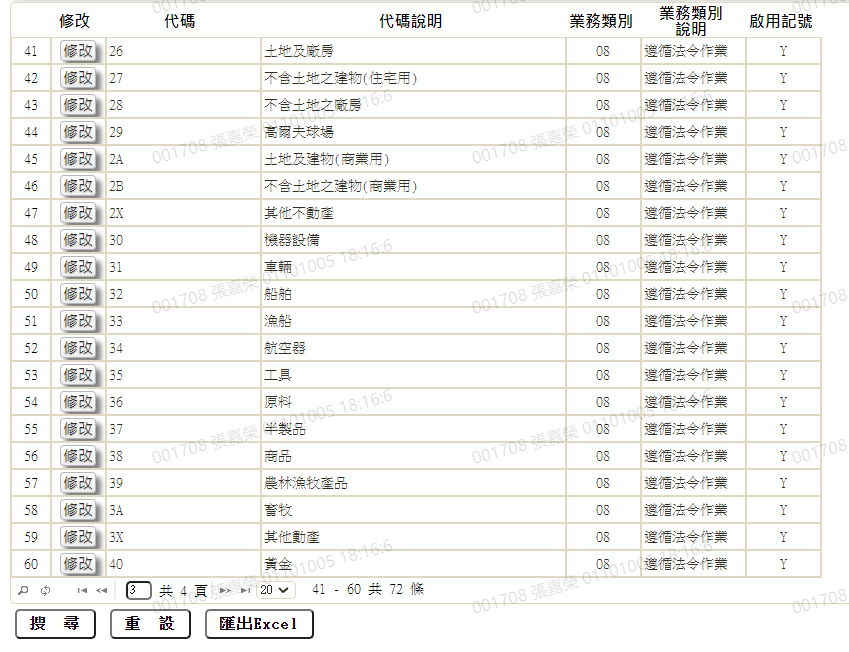 修改 代碼 代碼說明 業務類別 業務類別說明 啟用記號
41 修改 26 土地及廠房 08 遵循法令作業 Y
42 修改 27 不含土地之建物(住宅用) 08 遵循法令作業 Y
43 修改 28 不含土地之廠房 08 遵循法令作業 Y
44 修改 29 高爾夫球場 08 遵循法令作業 Y
45 修改 2A 土地及建物(商業用) 08 遵循法令作業 Y
46 修改 2B 不含土地之建物(商業用) 08 遵循法令作業 Y
47 修改 2X 其他不動產 08 遵循法令作業 Y
48 修改 30 機器設備 08 遵循法令作業 Y
49 修改 31 車輛 08 遵循法令作業 Y
50 修改 32 船舶 08 遵循法令作業 Y
51 修改 33 漁船 08 遵循法令作業 Y
52 修改 34 航空器 08 遵循法令作業 Y
53 修改 35 工具 08 遵循法令作業 Y
54 修改 36 原料 08 遵循法令作業 Y
55 修改 37 半製品 08 遵循法令作業 Y
56 修改 38 商品 08 遵循法令作業 Y
57 修改 39 農林漁牧產品 08 遵循法令作業 Y
58 修改 3A 畜牧 08 遵循法令作業 Y
59 修改 3X 其他動產 08 遵循法令作業 Y
60 修改 40 黃金 08 遵循法令作業 Y
3 共 4 頁 20 41 - 60 共 72 條
搜 尋 重 設 匯出Excel
001708 張嘉榮 01101005 18:16:6